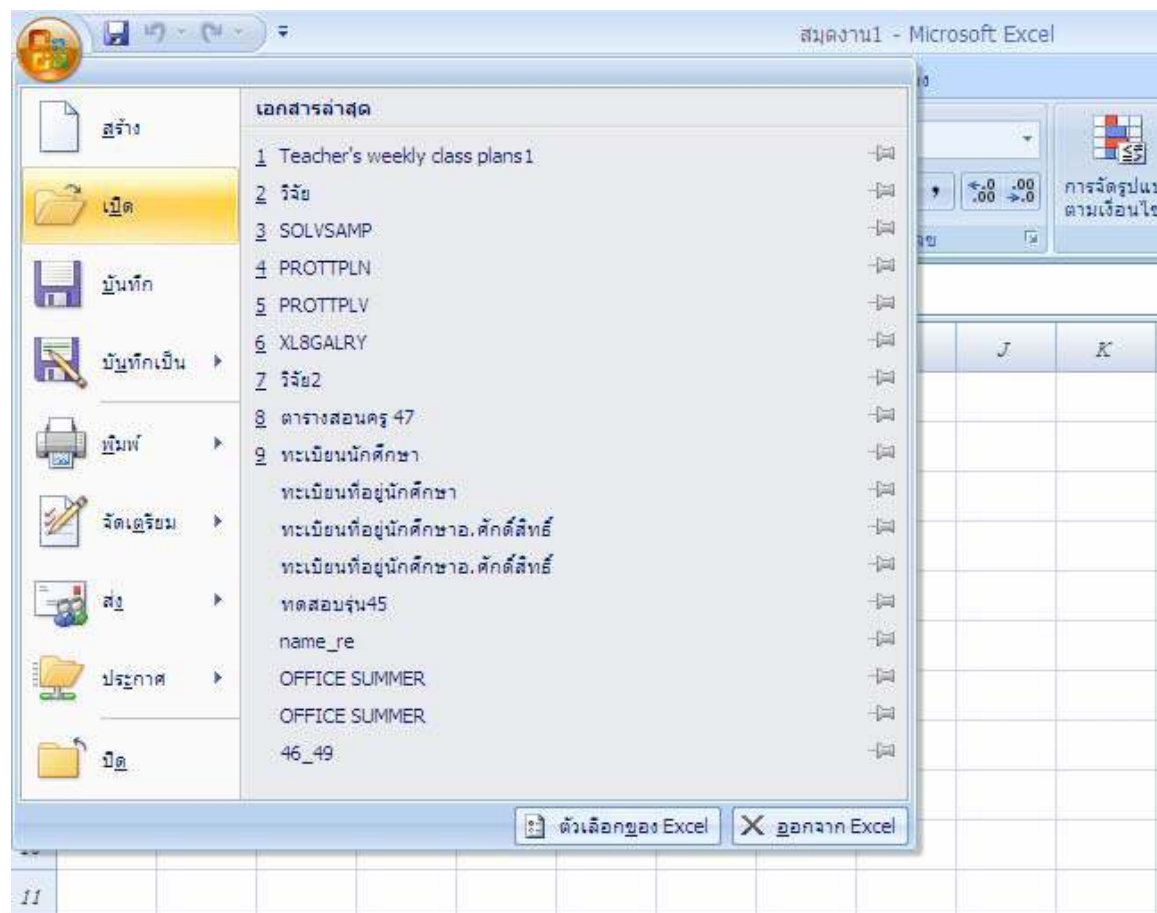 สมุดงาน1 - Microsoft Excel
สร้าง
เปิด
บันทึก
บันทึกเป็น
พิมพ์
จัดเตรียม
ส่ง
ประกาศ
ปิด
เอกสารล่าสุด
1 Teacher's weekly class plans1
2 วิจัย
3 SOLVSAMP
4 PROTTPLN
5 PROTTPLV
6 XL8GALRY
7 วิจัย2
8 ตารางสอนครู 47
9 ทะเบียนนักศึกษา
ทะเบียนที่อยู่นักศึกษา
ทะเบียนที่อยู่นักศึกษาอ.ศักดิ์สิทธิ์
ทะเบียนที่อยู่นักศึกษาอ.ศักดิ์สิทธิ์
ทดสอบรุ่น45
name_re
OFFICE SUMMER
OFFICE SUMMER
46_49
ตัวเลือกของ Excel
ออกจาก Excel
.0 .00
.00 .0
การจัดรูปแบ
ตามเงื่อนไข
J K
11